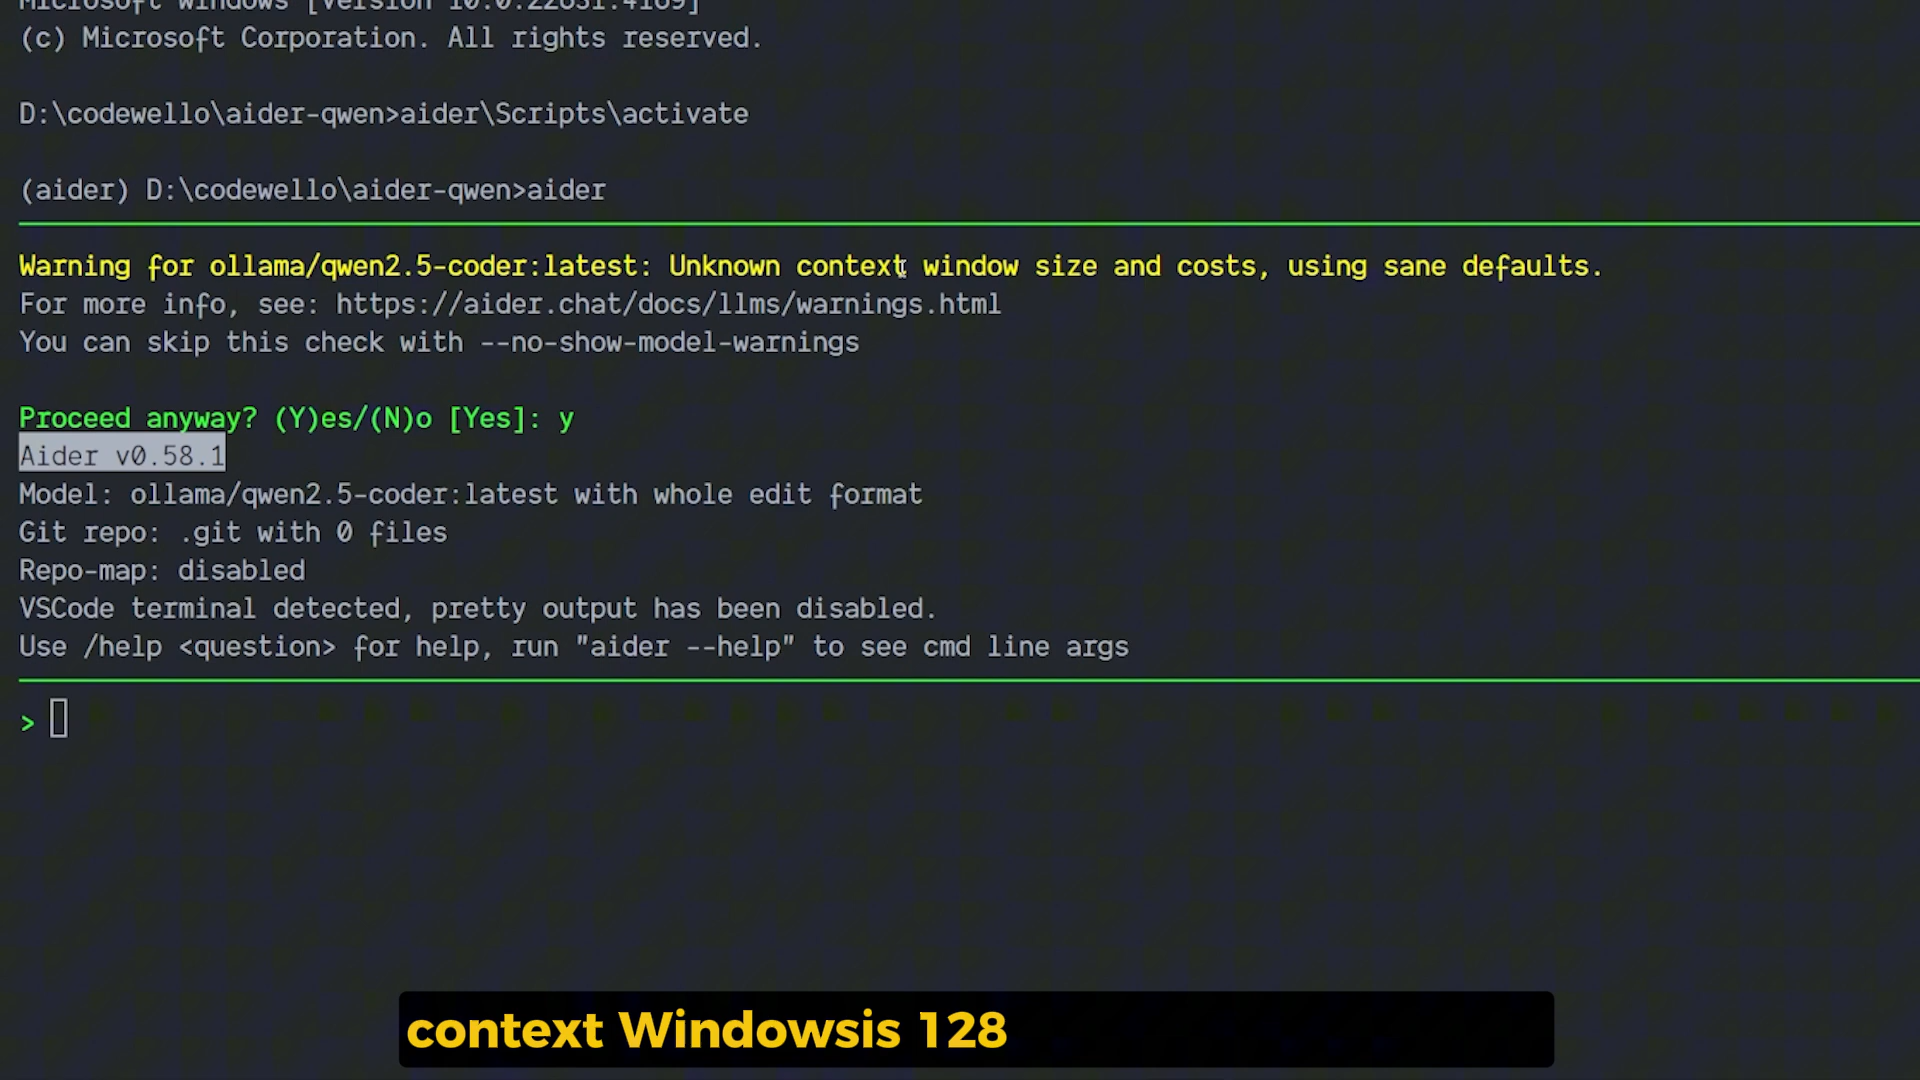 Microsoft Windows [Version 10.0.22631.4169]
(c) Microsoft Corporation. All rights reserved.
D:\codewello\aider-qwen>aider\Scripts\activate
(aider) D:\codewello\aider-qwen>aider
Warning for ollama/qwen2.5-coder:latest: Unknown context window size and costs, using sane defaults.
For more info, see: https://aider.chat/docs/llms/warnings.html
You can skip this check with --no-show-model-warnings
Proceed anyway? (Y)es/(N)o [Yes]: y
Aider v0.58.1
Model: ollama/qwen2.5-coder:latest with whole edit format
Git repo: .git with 0 files
Repo-map: disabled
VSCode terminal detected, pretty output has been disabled.
Use /help <question> for help, run "aider --help" to see cmd line args
>
context Windowsis 128